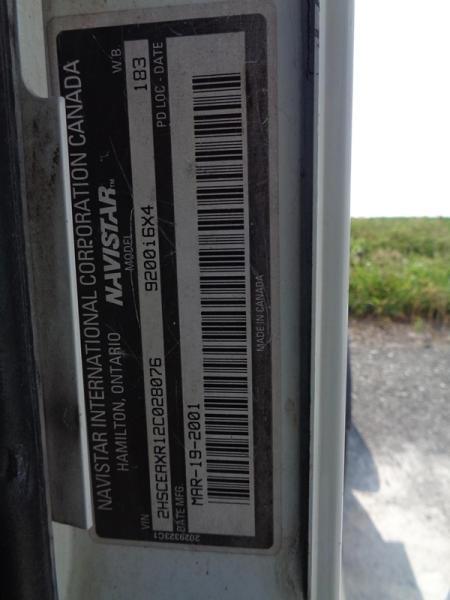 NAVISTAR INTERNATIONAL CORPORATION CANADA
HAMILTON, ONTARIO
NAVISTAR™
VIN MODEL W/B
2HSCEAXR12C028076 9200i6X4 183
DATE MFG PD LOC - DATE
MAR-19-2001
2029323C1 MADE IN CANADA